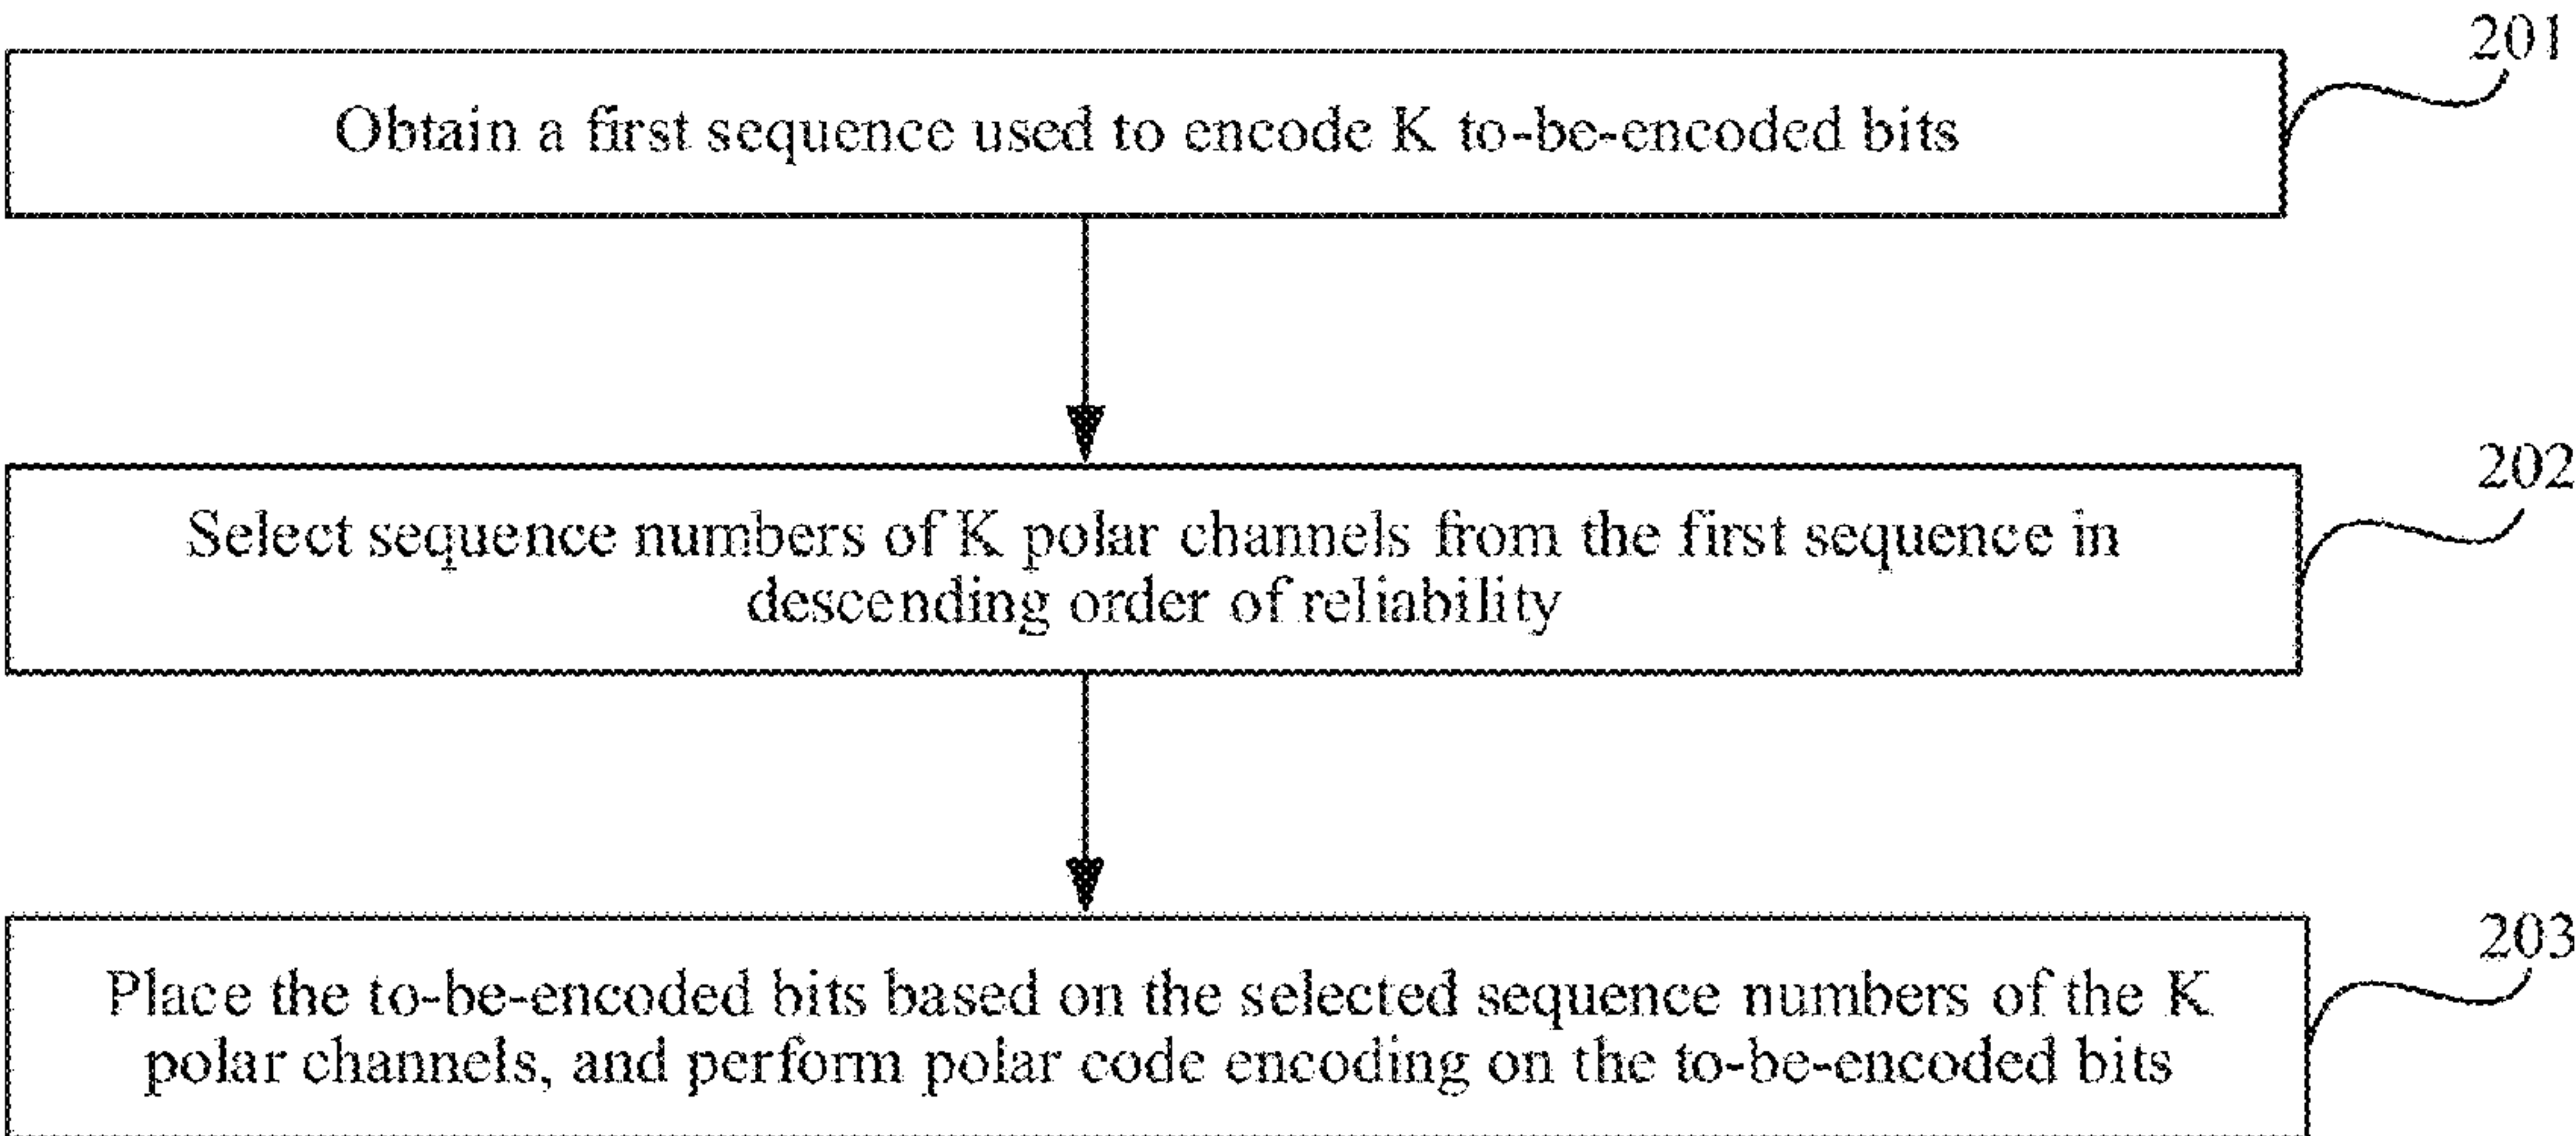 201
Obtain a first sequence used to encode K to-be-encoded bits
202
Select sequence numbers of K polar channels from the first sequence in
descending order of reliability
203
Place the to-be-encoded bits based on the selected sequence numbers of the K
polar channels, and perform polar code encoding on the to-be-encoded bits